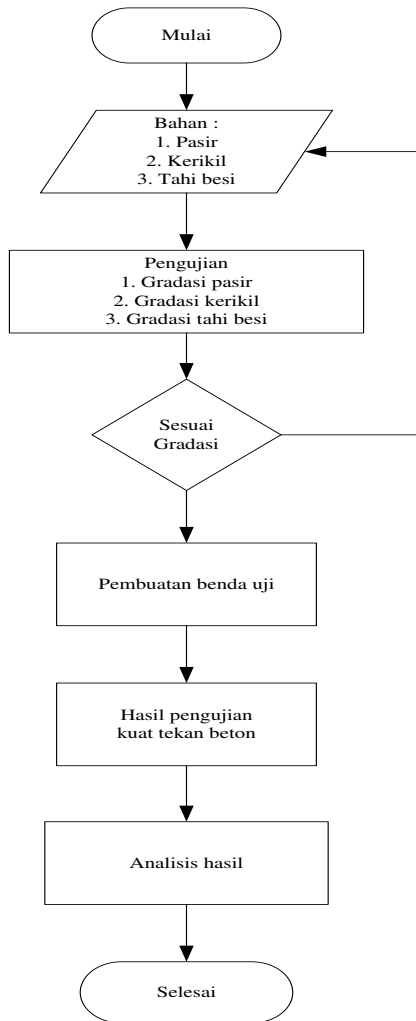 Mulai
Bahan :
1. Pasir
2. Kerikil
3. Tahi besi
Pengujian
1. Gradasi pasir
2. Gradasi kerikil
3. Gradasi tahi besi
Sesuai
Gradasi
Pembuatan benda uji
Hasil pengujian
kuat tekan beton
Analisis hasil
Selesai